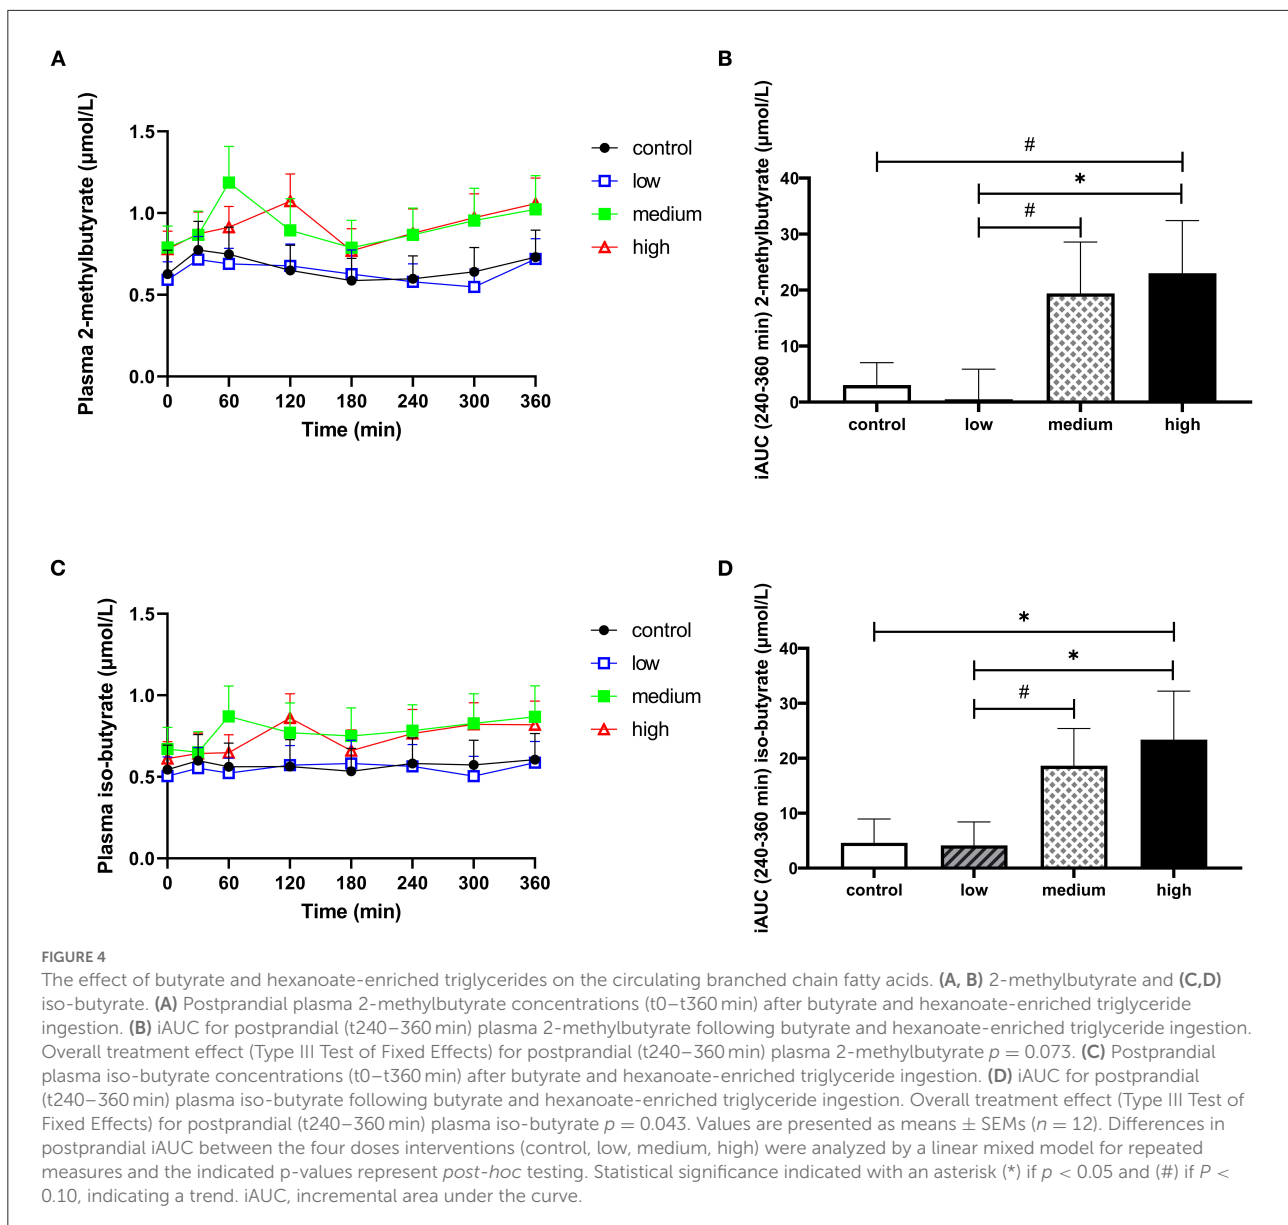 A
Plasma 2-methylbutyrate (µmol/L)
1.5
1.0
0.5
0.0
0 60 120 180 240 300 360
Time (min)
control
low
medium
high
B
iAUC (240-360 min) 2-methylbutyrate (µmol/L)
40
30
20
10
0
#
*
#
control low medium high
C
Plasma iso-butyrate (µmol/L)
1.5
1.0
0.5
0.0
0 60 120 180 240 300 360
Time (min)
control
low
medium
high
D
iAUC (240-360 min) iso-butyrate (µmol/L)
40
30
20
10
0
*
*
#
control low medium high
FIGURE 4
The effect of butyrate and hexanoate-enriched triglycerides on the circulating branched chain fatty acids. (A, B) 2-methylbutyrate and (C,D)
iso-butyrate. (A) Postprandial plasma 2-methylbutyrate concentrations (t0–t360 min) after butyrate and hexanoate-enriched triglyceride
ingestion. (B) iAUC for postprandial (t240–360 min) plasma 2-methylbutyrate following butyrate and hexanoate-enriched triglyceride ingestion.
Overall treatment effect (Type III Test of Fixed Effects) for postprandial (t240–360 min) plasma 2-methylbutyrate p = 0.073. (C) Postprandial
plasma iso-butyrate concentrations (t0–t360 min) after butyrate and hexanoate-enriched triglyceride ingestion. (D) iAUC for postprandial
(t240–360 min) plasma iso-butyrate following butyrate and hexanoate-enriched triglyceride ingestion. Overall treatment effect (Type III Test of
Fixed Effects) for postprandial (t240–360 min) plasma iso-butyrate p = 0.043. Values are presented as means ± SEMs (n = 12). Differences in
postprandial iAUC between the four doses interventions (control, low, medium, high) were analyzed by a linear mixed model for repeated
measures and the indicated p-values represent post-hoc testing. Statistical significance indicated with an asterisk (*) if p < 0.05 and (#) if P <
0.10, indicating a trend. iAUC, incremental area under the curve.